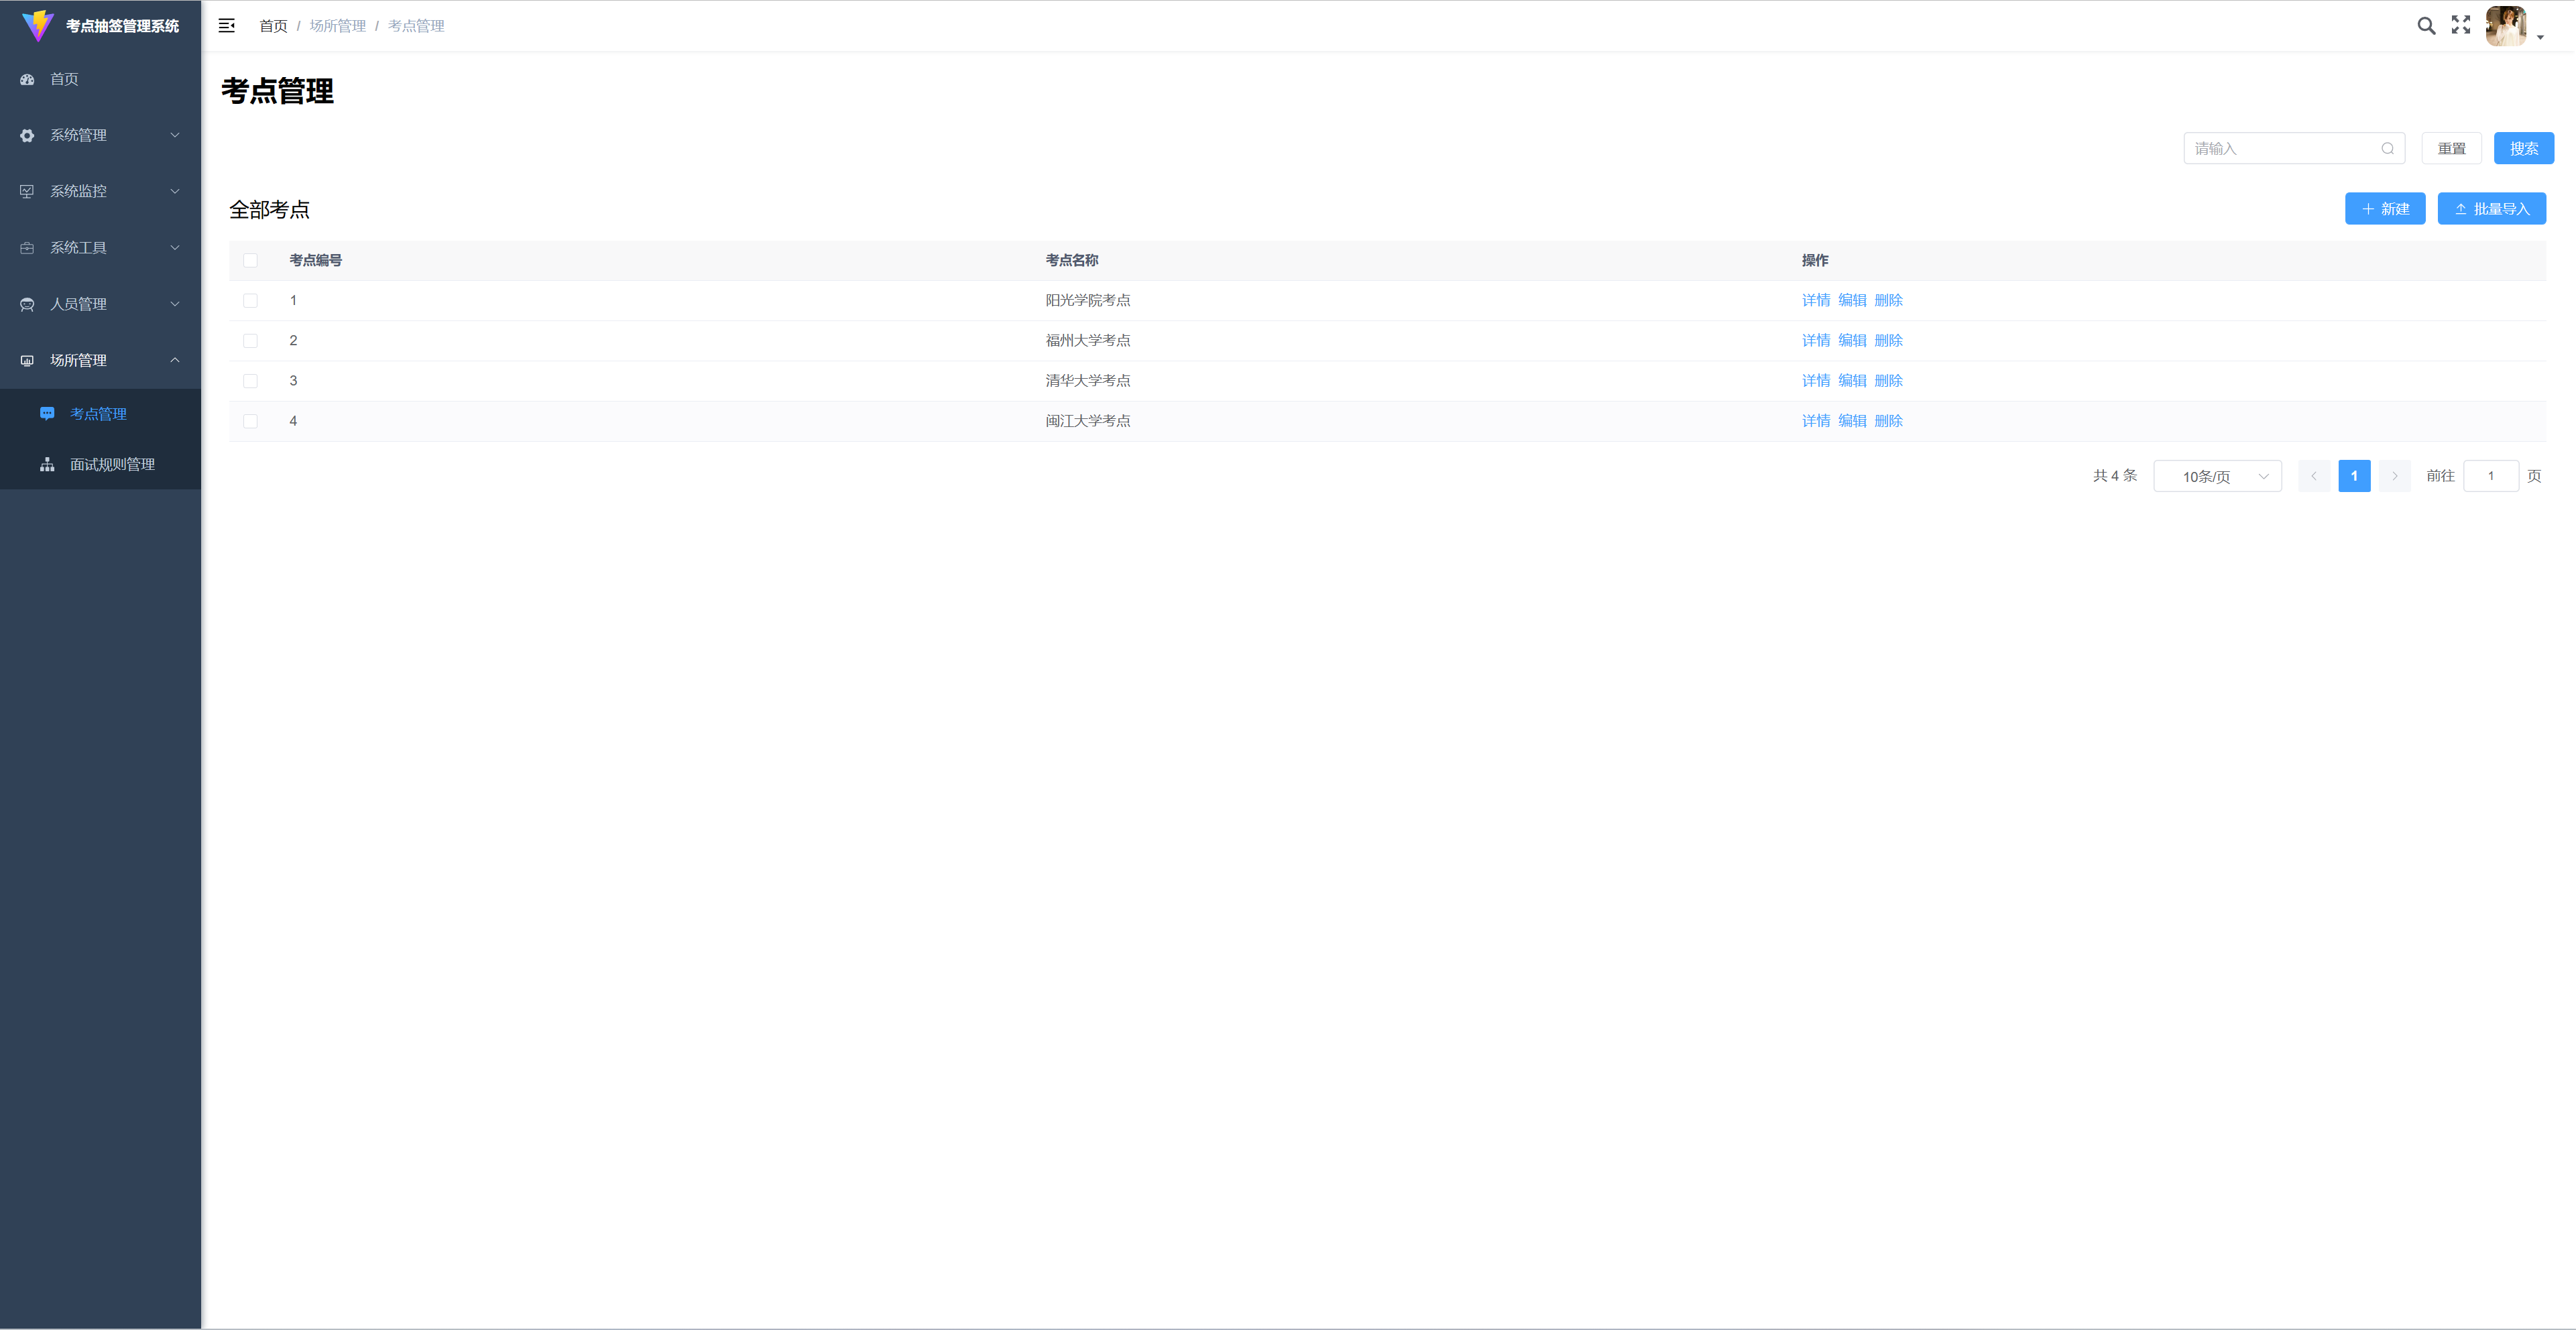 考点抽签管理系统
首页 / 场所管理 / 考点管理
首页
系统管理
系统监控
系统工具
人员管理
场所管理
考点管理
面试规则管理
考点管理
请输入 重置 搜索
全部考点 新建 批量导入
考点编号 考点名称 操作
1 阳光学院考点 详情 编辑 删除
2 福州大学考点 详情 编辑 删除
3 清华大学考点 详情 编辑 删除
4 闽江大学考点 详情 编辑 删除
共 4 条 10条/页 1 前往 1 页